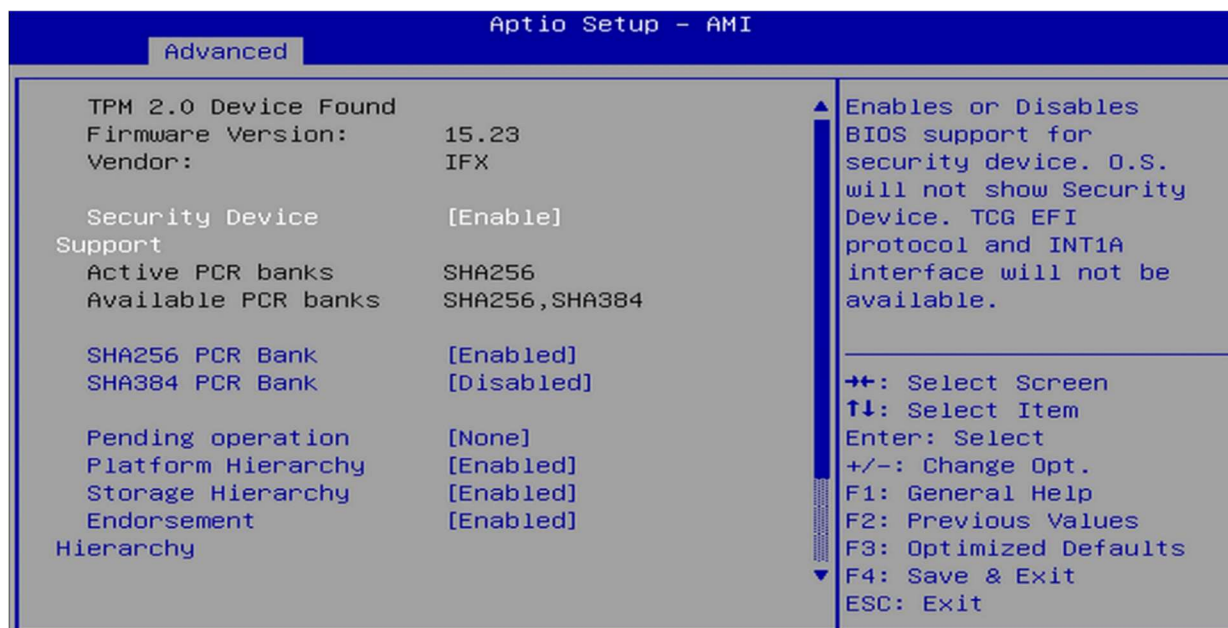 Aptio Setup – AMI
Advanced
TPM 2.0 Device Found
Firmware Version: 15.23
Vendor: IFX
Security Device [Enable]
Support
Active PCR banks SHA256
Available PCR banks SHA256,SHA384
SHA256 PCR Bank [Enabled]
SHA384 PCR Bank [Disabled]
Pending operation [None]
Platform Hierarchy [Enabled]
Storage Hierarchy [Enabled]
Endorsement [Enabled]
Hierarchy
Enables or Disables
BIOS support for
security device. O.S.
will not show Security
Device. TCG EFI
protocol and INT1A
interface will not be
available.
→←: Select Screen
↑↓: Select Item
Enter: Select
+/-: Change Opt.
F1: General Help
F2: Previous Values
F3: Optimized Defaults
F4: Save & Exit
ESC: Exit